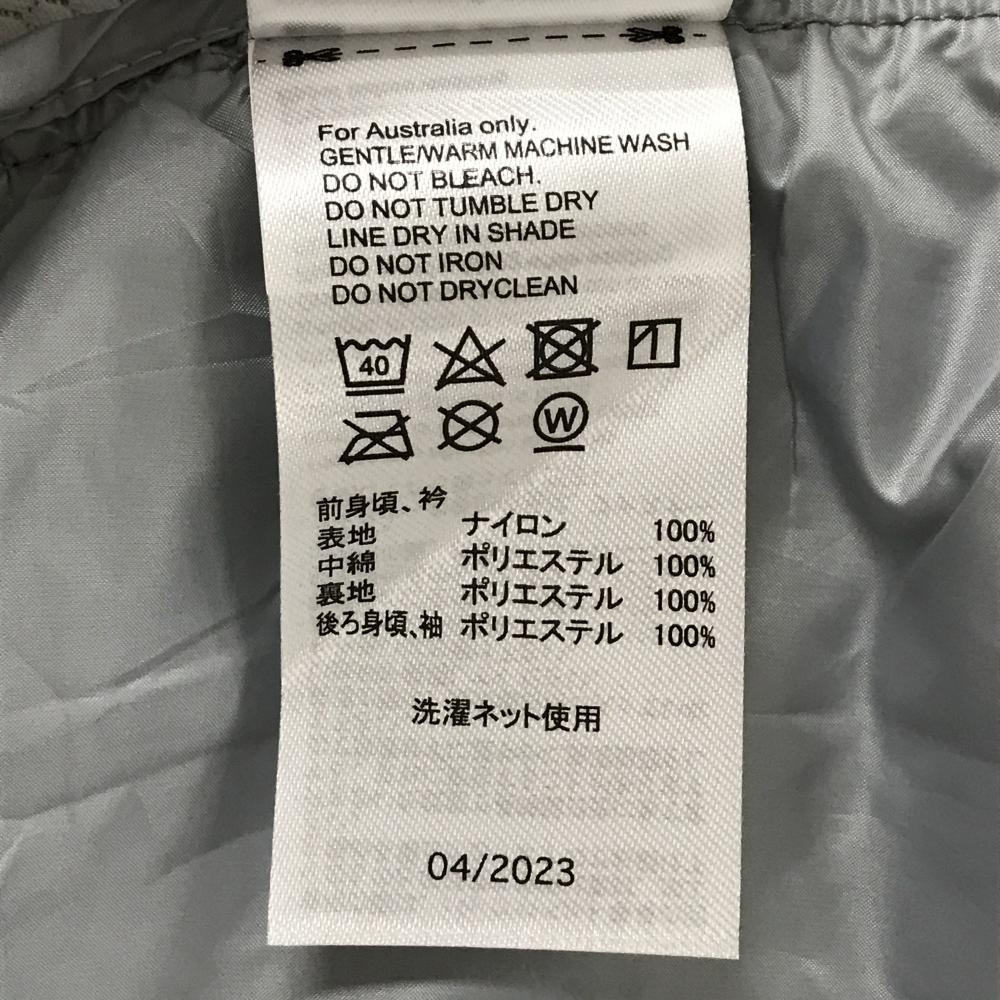 For Australia only.
GENTLE/WARM MACHINE WASH
DO NOT BLEACH.
DO NOT TUMBLE DRY
LINE DRY IN SHADE
DO NOT IRON
DO NOT DRYCLEAN
40
W
前身頃、衿
表地 ナイロン 100%
中綿 ポリエステル 100%
裏地 ポリエステル 100%
後ろ身頃、袖 ポリエステル 100%
洗濯ネット使用
04/2023